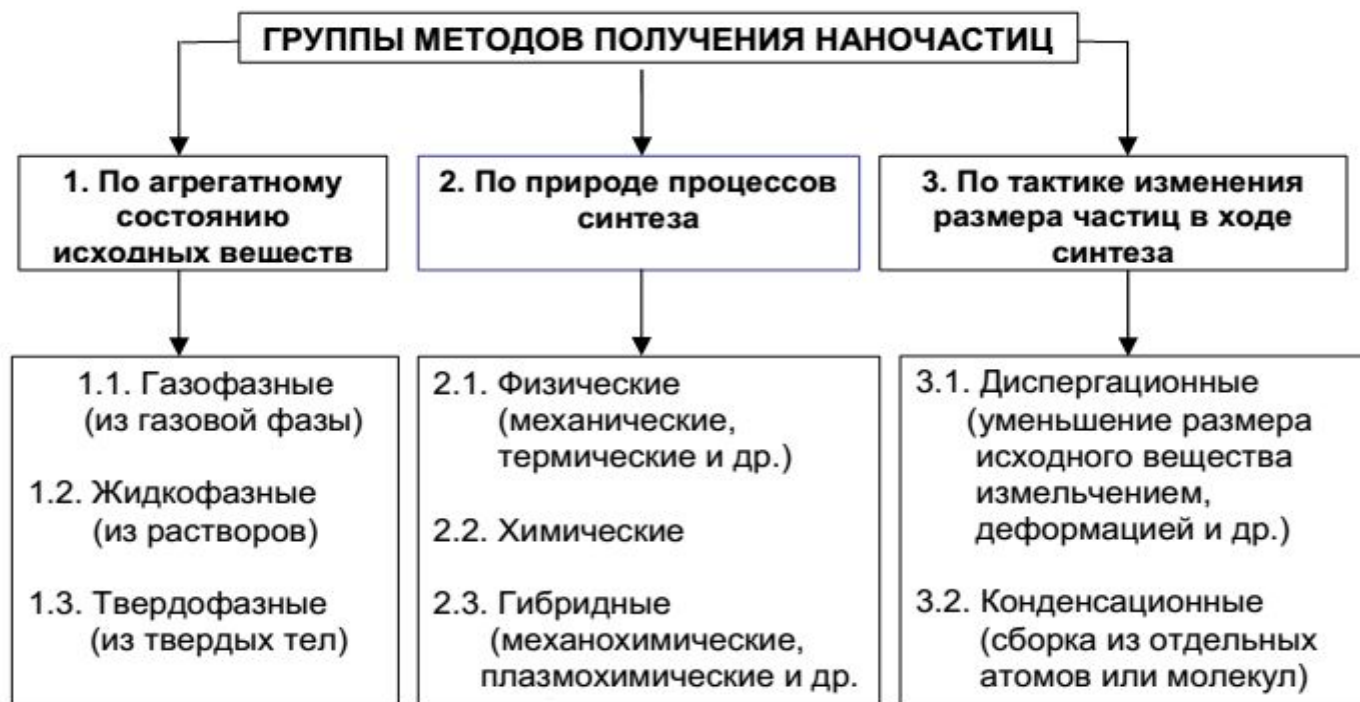 ГРУППЫ МЕТОДОВ ПОЛУЧЕНИЯ НАНОЧАСТИЦ
1. По агрегатному
состоянию
исходных веществ
2. По природе процессов
синтеза
3. По тактике изменения
размера частиц в ходе
синтеза
1.1. Газофазные
(из газовой фазы)
1.2. Жидкофазные
(из растворов)
1.3. Твердофазные
(из твердых тел)
2.1. Физические
(механические,
термические и др.)
2.2. Химические
2.3. Гибридные
(механохимические,
плазмохимические и др.
3.1. Диспергационные
(уменьшение размера
исходного вещества
измельчением,
деформацией и др.)
3.2. Конденсационные
(сборка из отдельных
атомов или молекул)